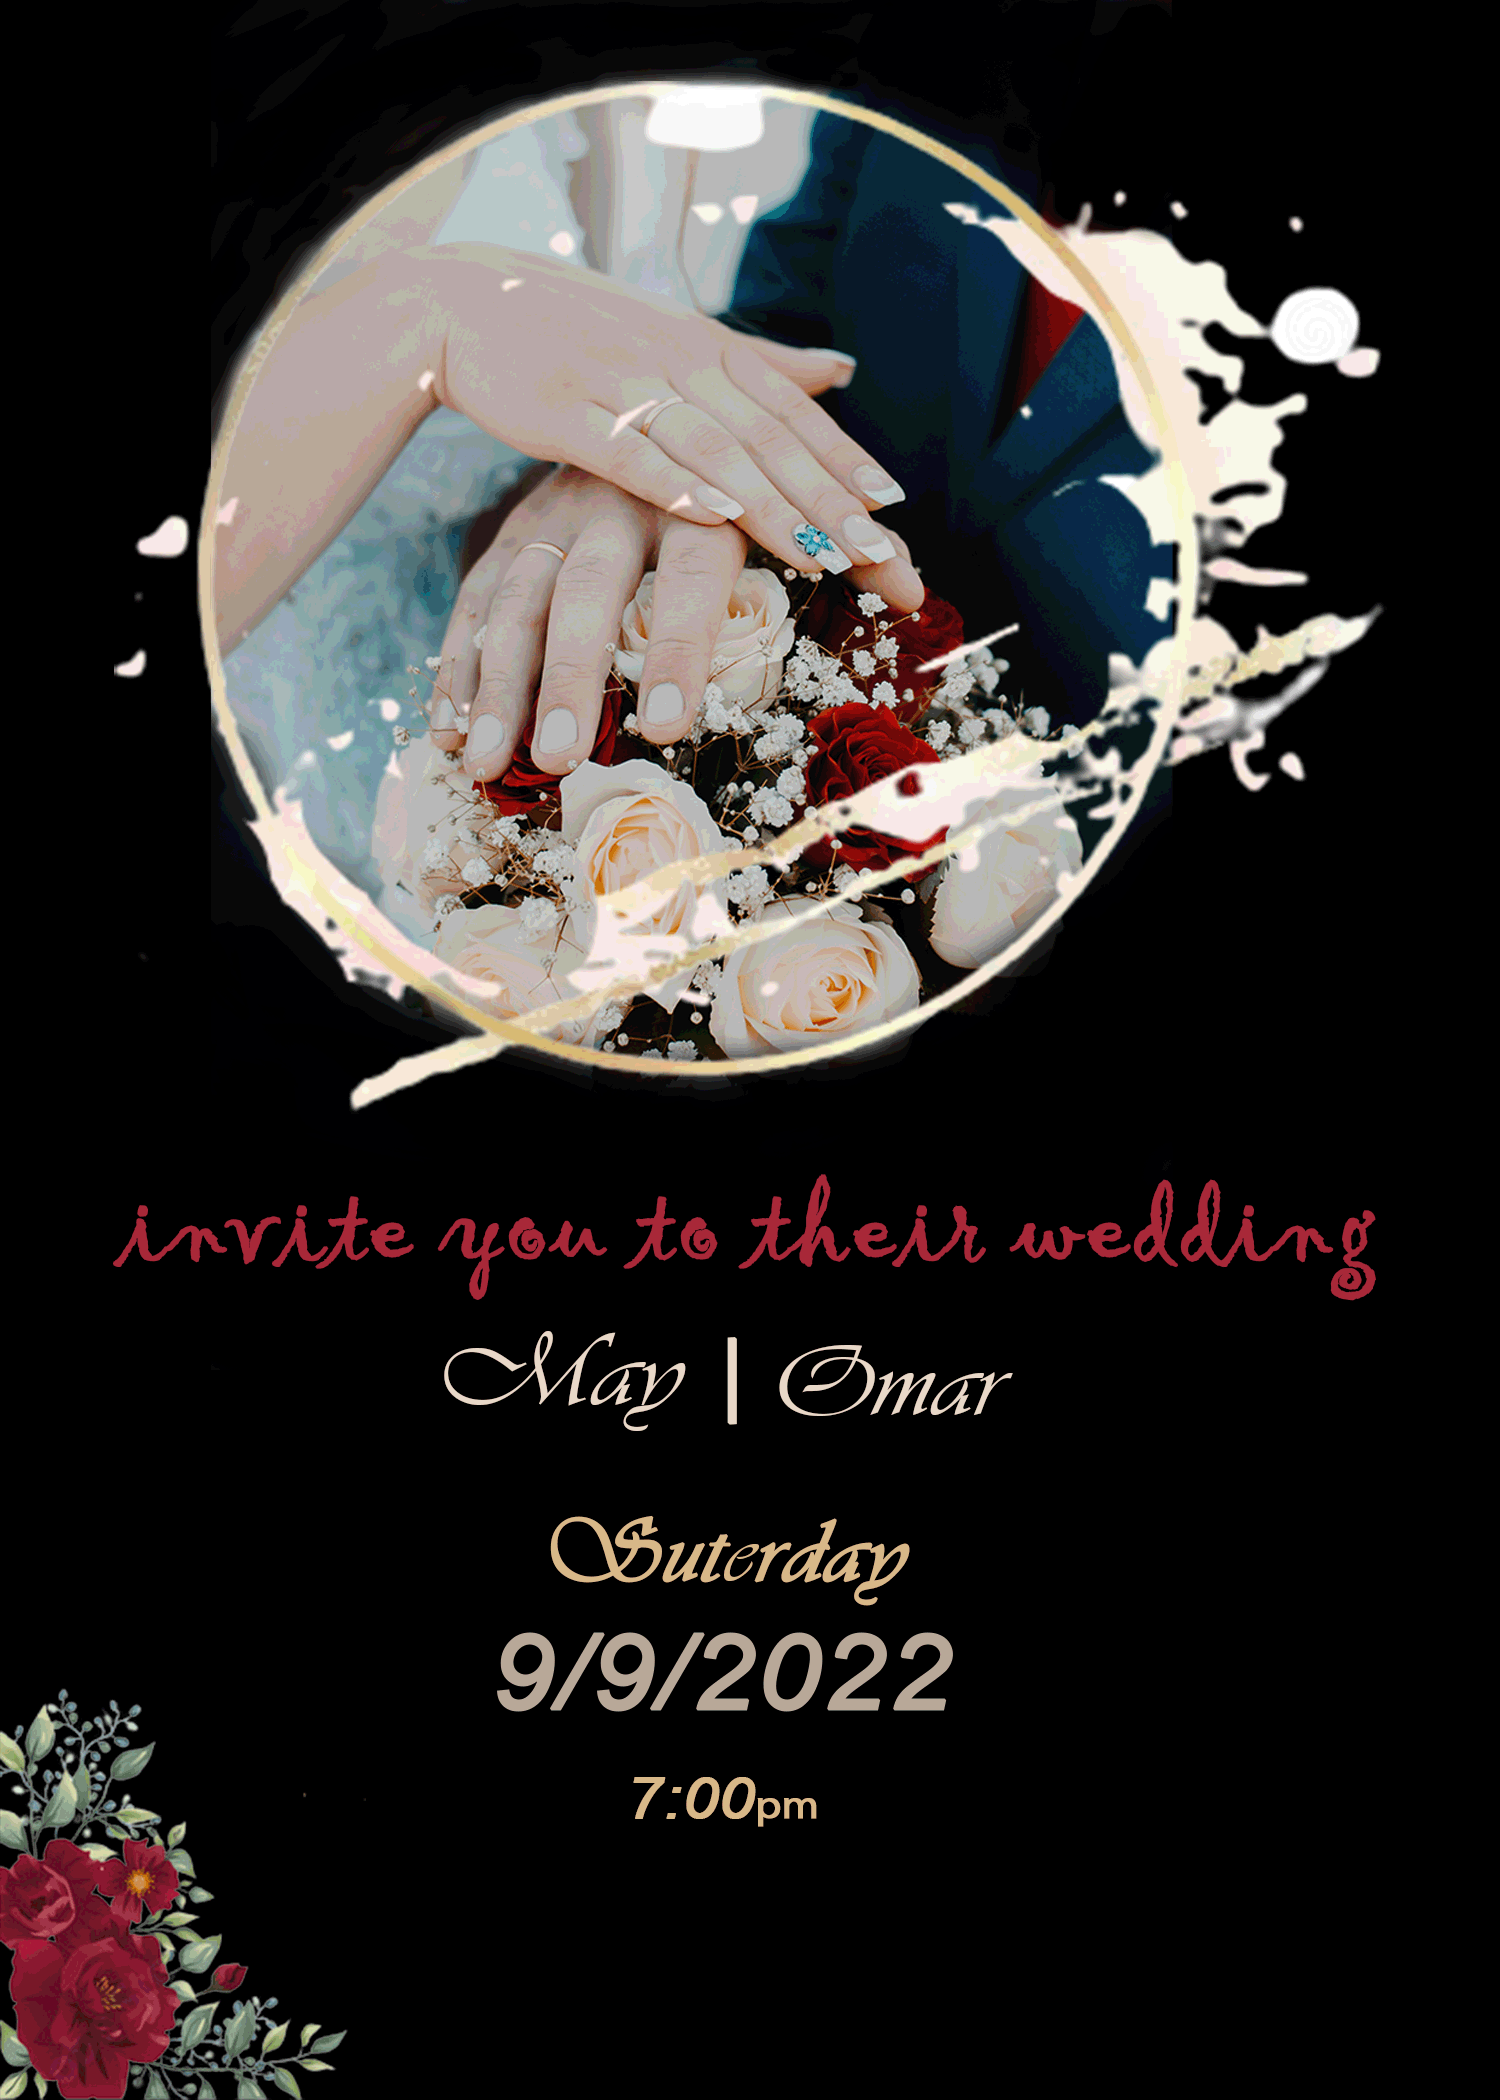 invite you to their wedding
May | Omar
Suterday
9/9/2022
7:00pm